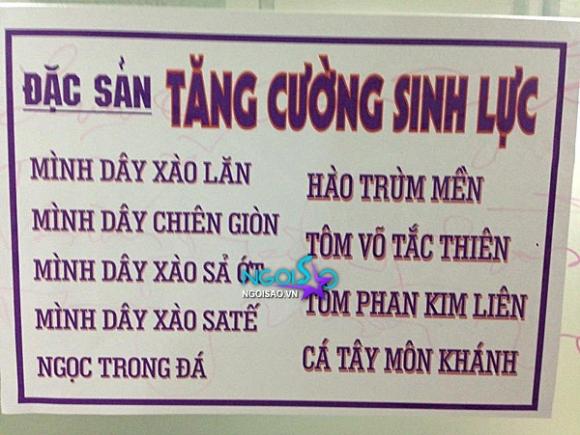 ĐẶC SẢN TĂNG CƯỜNG SINH LỰC
MÌNH DÂY XÀO LĂN
MÌNH DÂY CHIÊN GIÒN
MÌNH DÂY XÀO SẢ ỚT
MÌNH DÂY XÀO SATẾ
NGỌC TRONG ĐÁ
HÀO TRÙM MỀN
TÔM VÕ TẮC THIÊN
TÔM PHAN KIM LIÊN
CÁ TÂY MÔN KHÁNH
NGOISAO
NGOISAO.VN